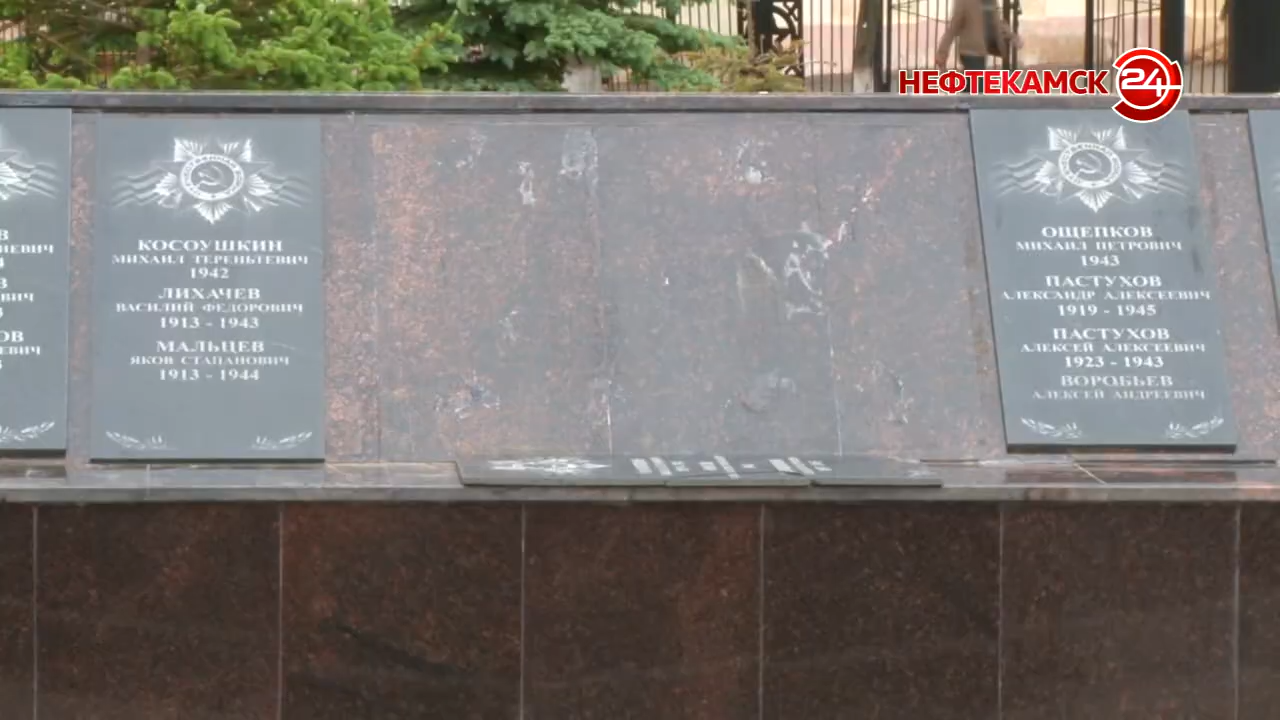 НЕФТЕКАМСК 24
КОСОУШКИН
МИХАИЛ ТЕРЕНЬТЕВИЧ
1942
ЛИХАЧЕВ
ВАСИЛИЙ ФЕДОРОВИЧ
1913 - 1943
МАЛЬЦЕВ
ЯКОВ СТАПАНОВИЧ
1913 - 1944
ОЩЕПКОВ
МИХАИЛ ПЕТРОВИЧ
1943
ПАСТУХОВ
АЛЕКСАНДР АЛЕКСЕЕВИЧ
1919 - 1945
ПАСТУХОВ
АЛЕКСЕЙ АЛЕКСЕЕВИЧ
1923 - 1943
ВОРОБЬЕВ
АЛЕКСЕЙ АНДРЕЕВИЧ